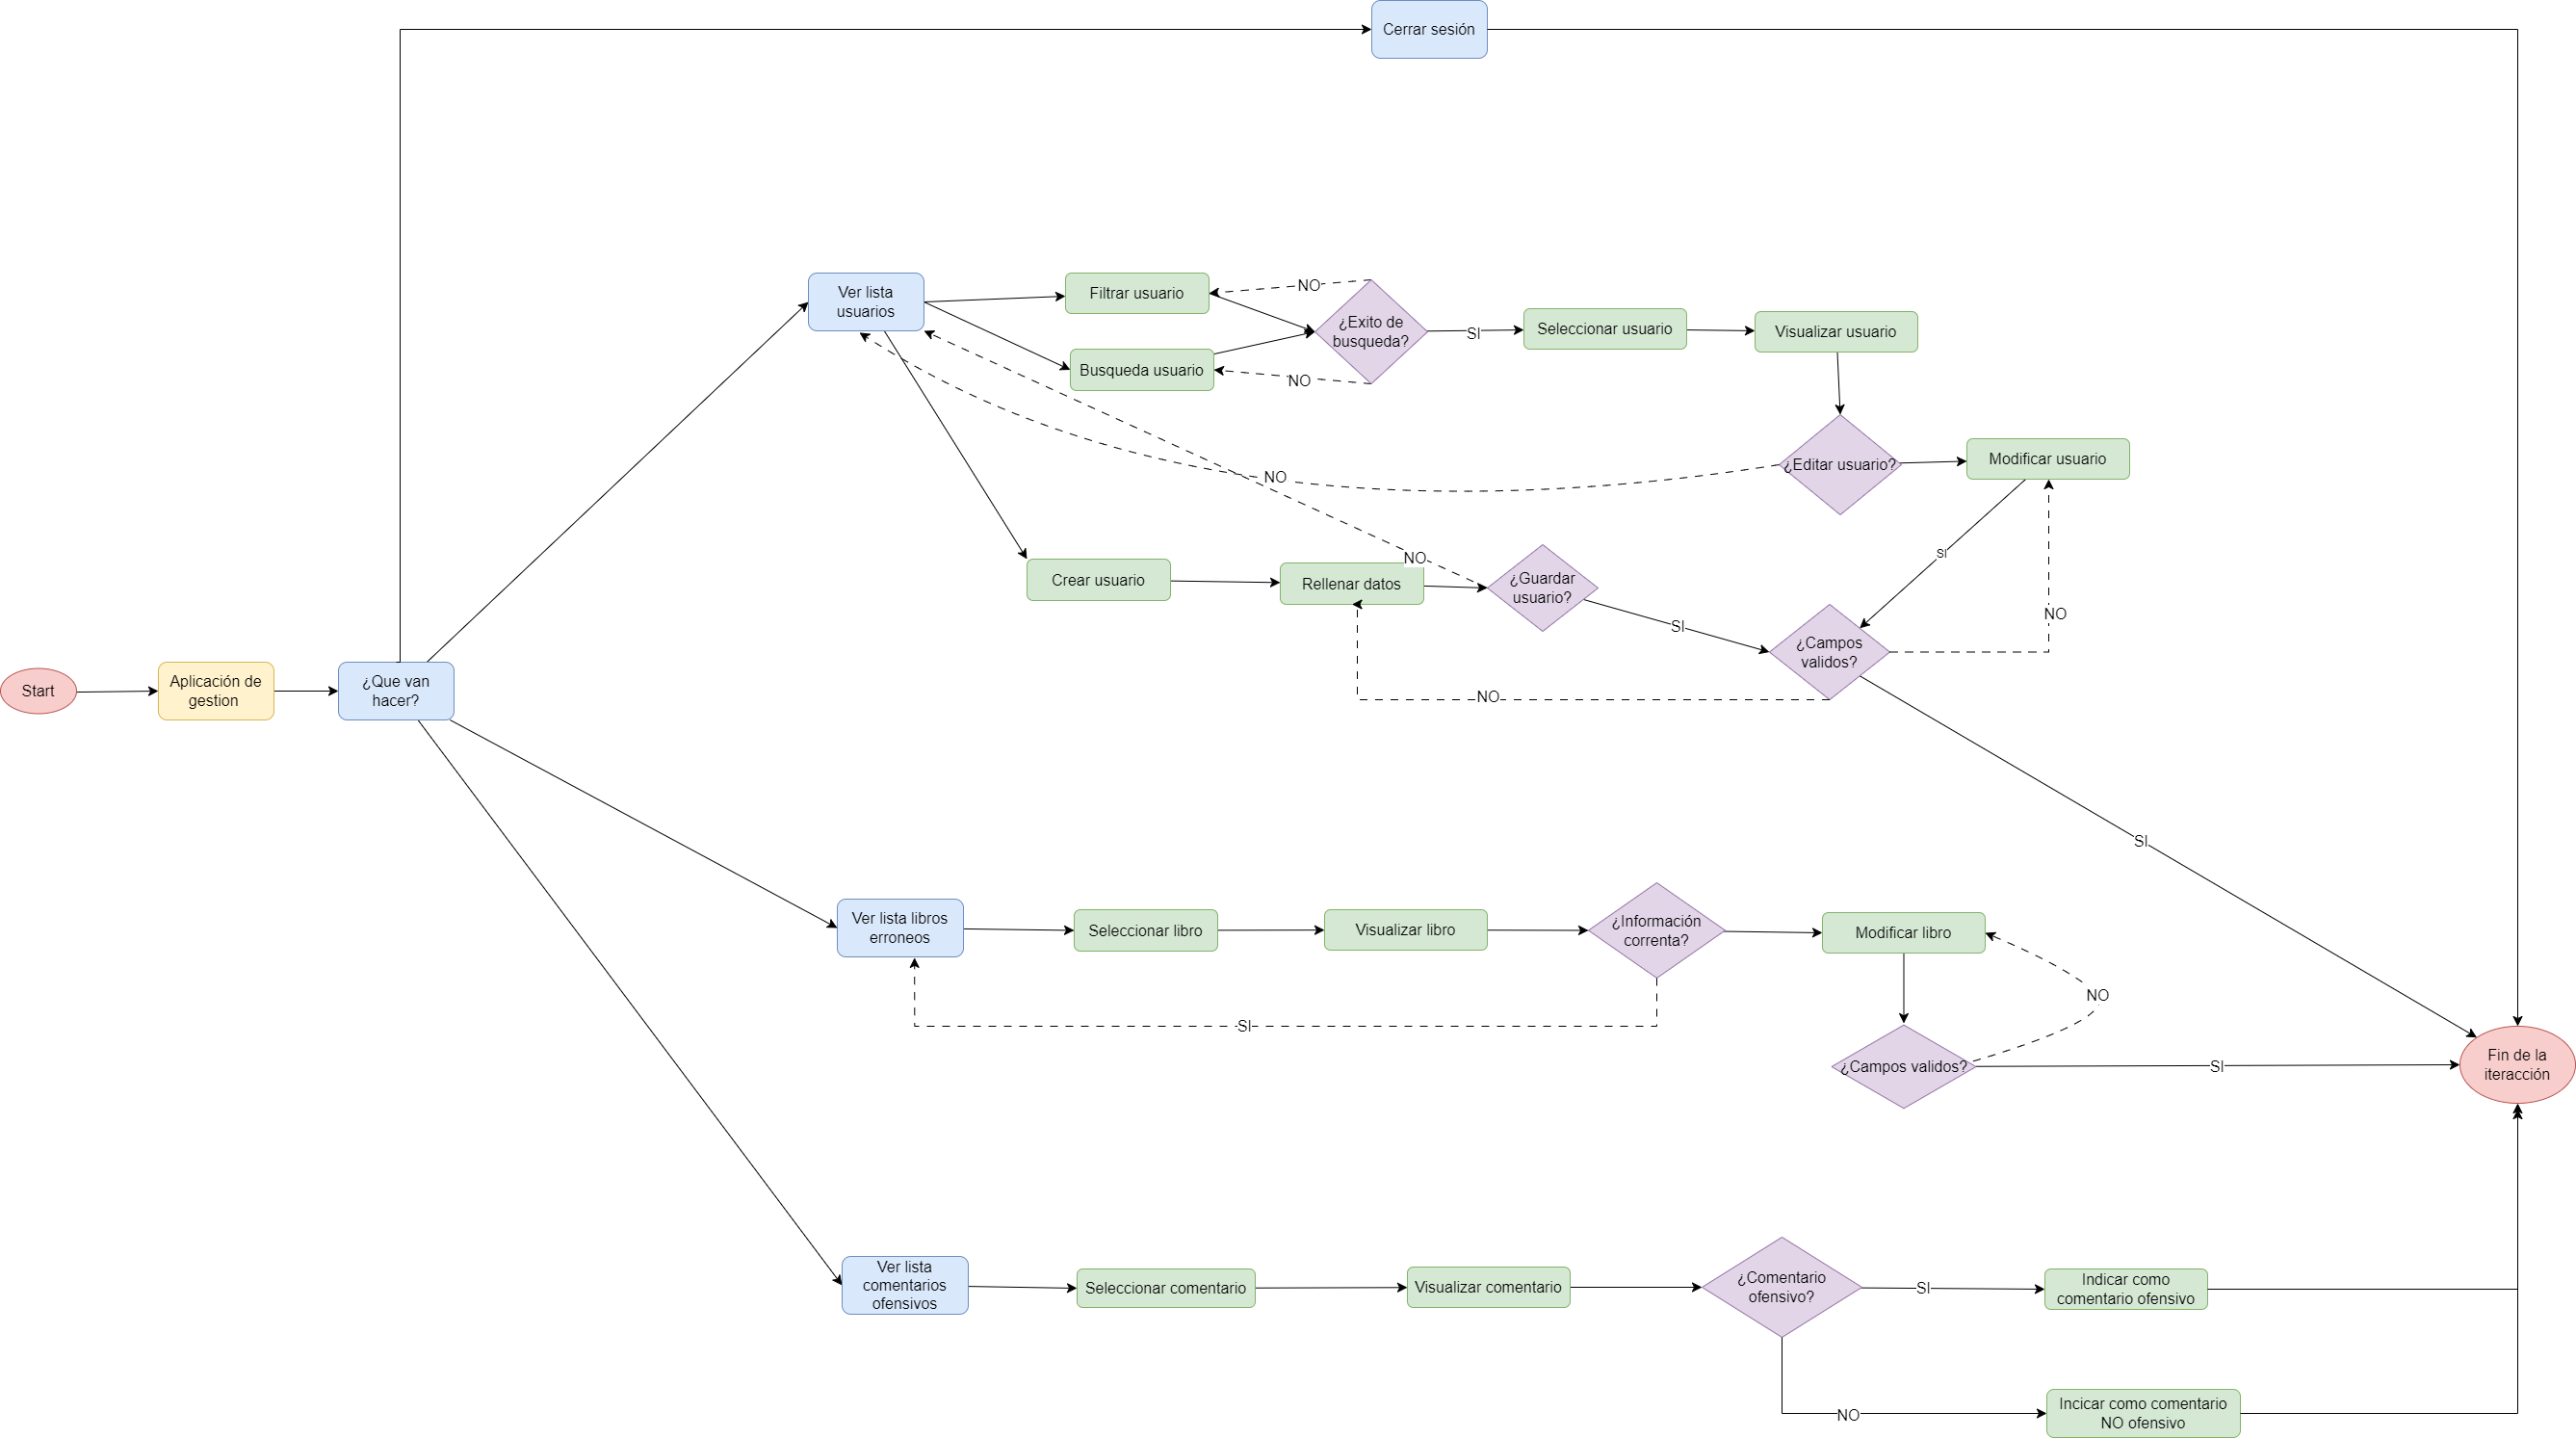 Cerrar sesión
Ver lista
usuarios
Filtrar usuario
NO
¿Exito de
busqueda?
SI
Seleccionar usuario
Visualizar usuario
Busqueda usuario
NO
NO
¿Editar usuario?
Modificar usuario
SI
NO
Crear usuario
Rellenar datos
¿Guardar
usuario?
SI
NO
¿Campos
validos?
NO
Start
Aplicación de
gestion
¿Que van
hacer?
SI
Ver lista libros
erroneos
Seleccionar libro
Visualizar libro
¿Información
correnta?
Modificar libro
NO
SI
¿Campos validos?
SI
Fin de la
iteracción
Ver lista
comentarios
ofensivos
Seleccionar comentario
Visualizar comentario
¿Comentario
ofensivo?
SI
Indicar como
comentario ofensivo
NO
Incicar como comentario
NO ofensivo